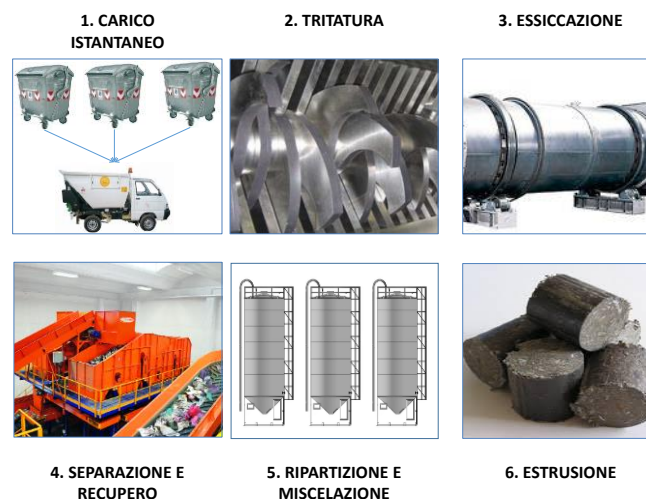 1. CARICO
ISTANTANEO
2. TRITATURA
3. ESSICCAZIONE
4. SEPARAZIONE E
RECUPERO
5. RIPARTIZIONE E
MISCELAZIONE
6. ESTRUSIONE